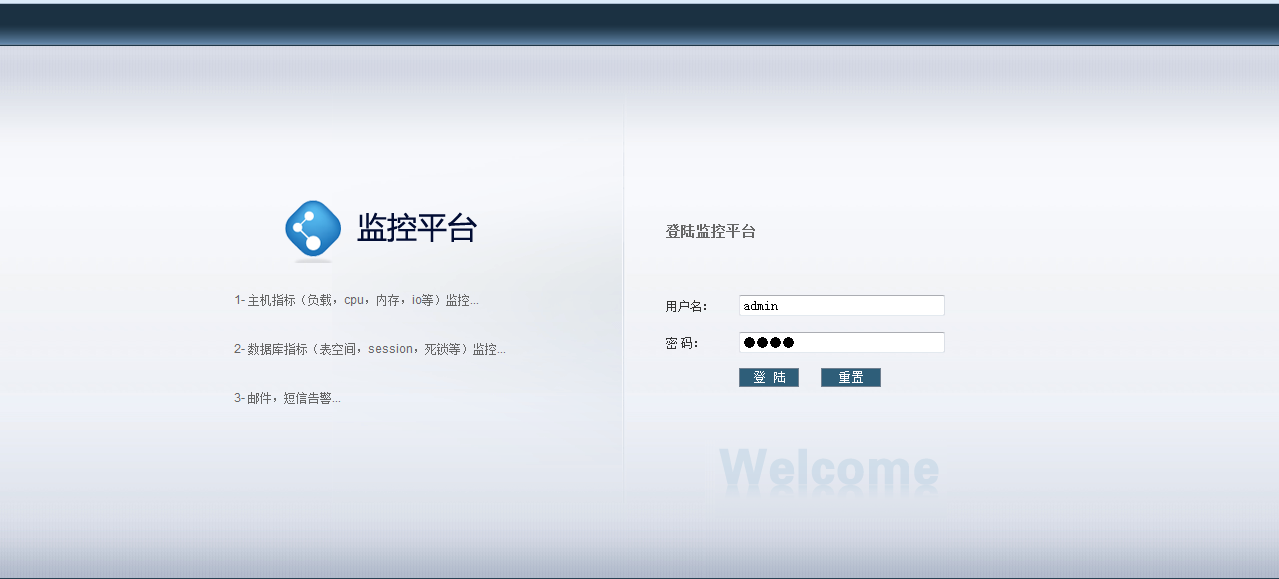 监控平台
1- 主机指标（负载，cpu，内存，io等）监控...
2- 数据库指标（表空间，session，死锁等）监控...
3- 邮件，短信告警...
登陆监控平台
用户名： admin
密 码： ●●●●
登 陆 重置
Welcome